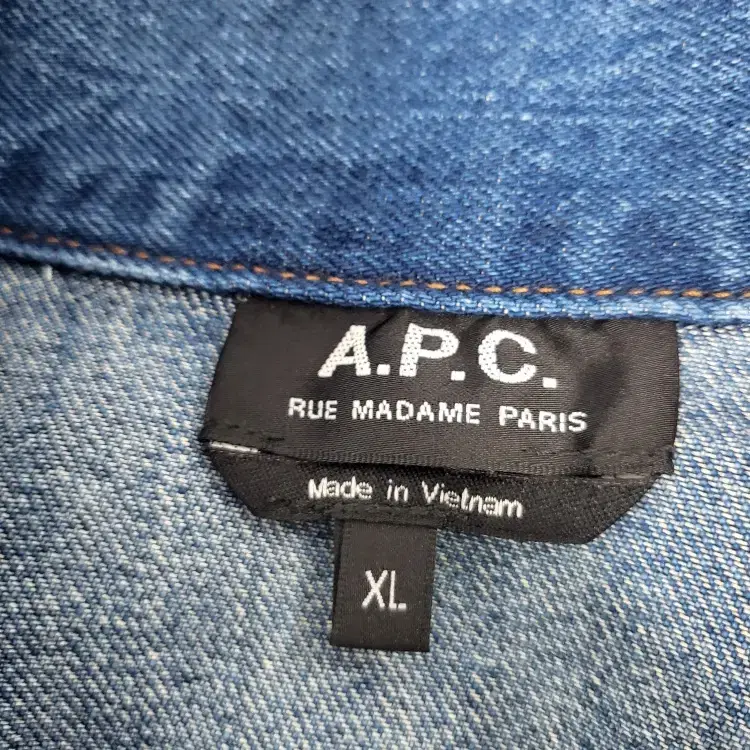 A.P.C.
RUE MADAME PARIS
Made in Vietnam
XL